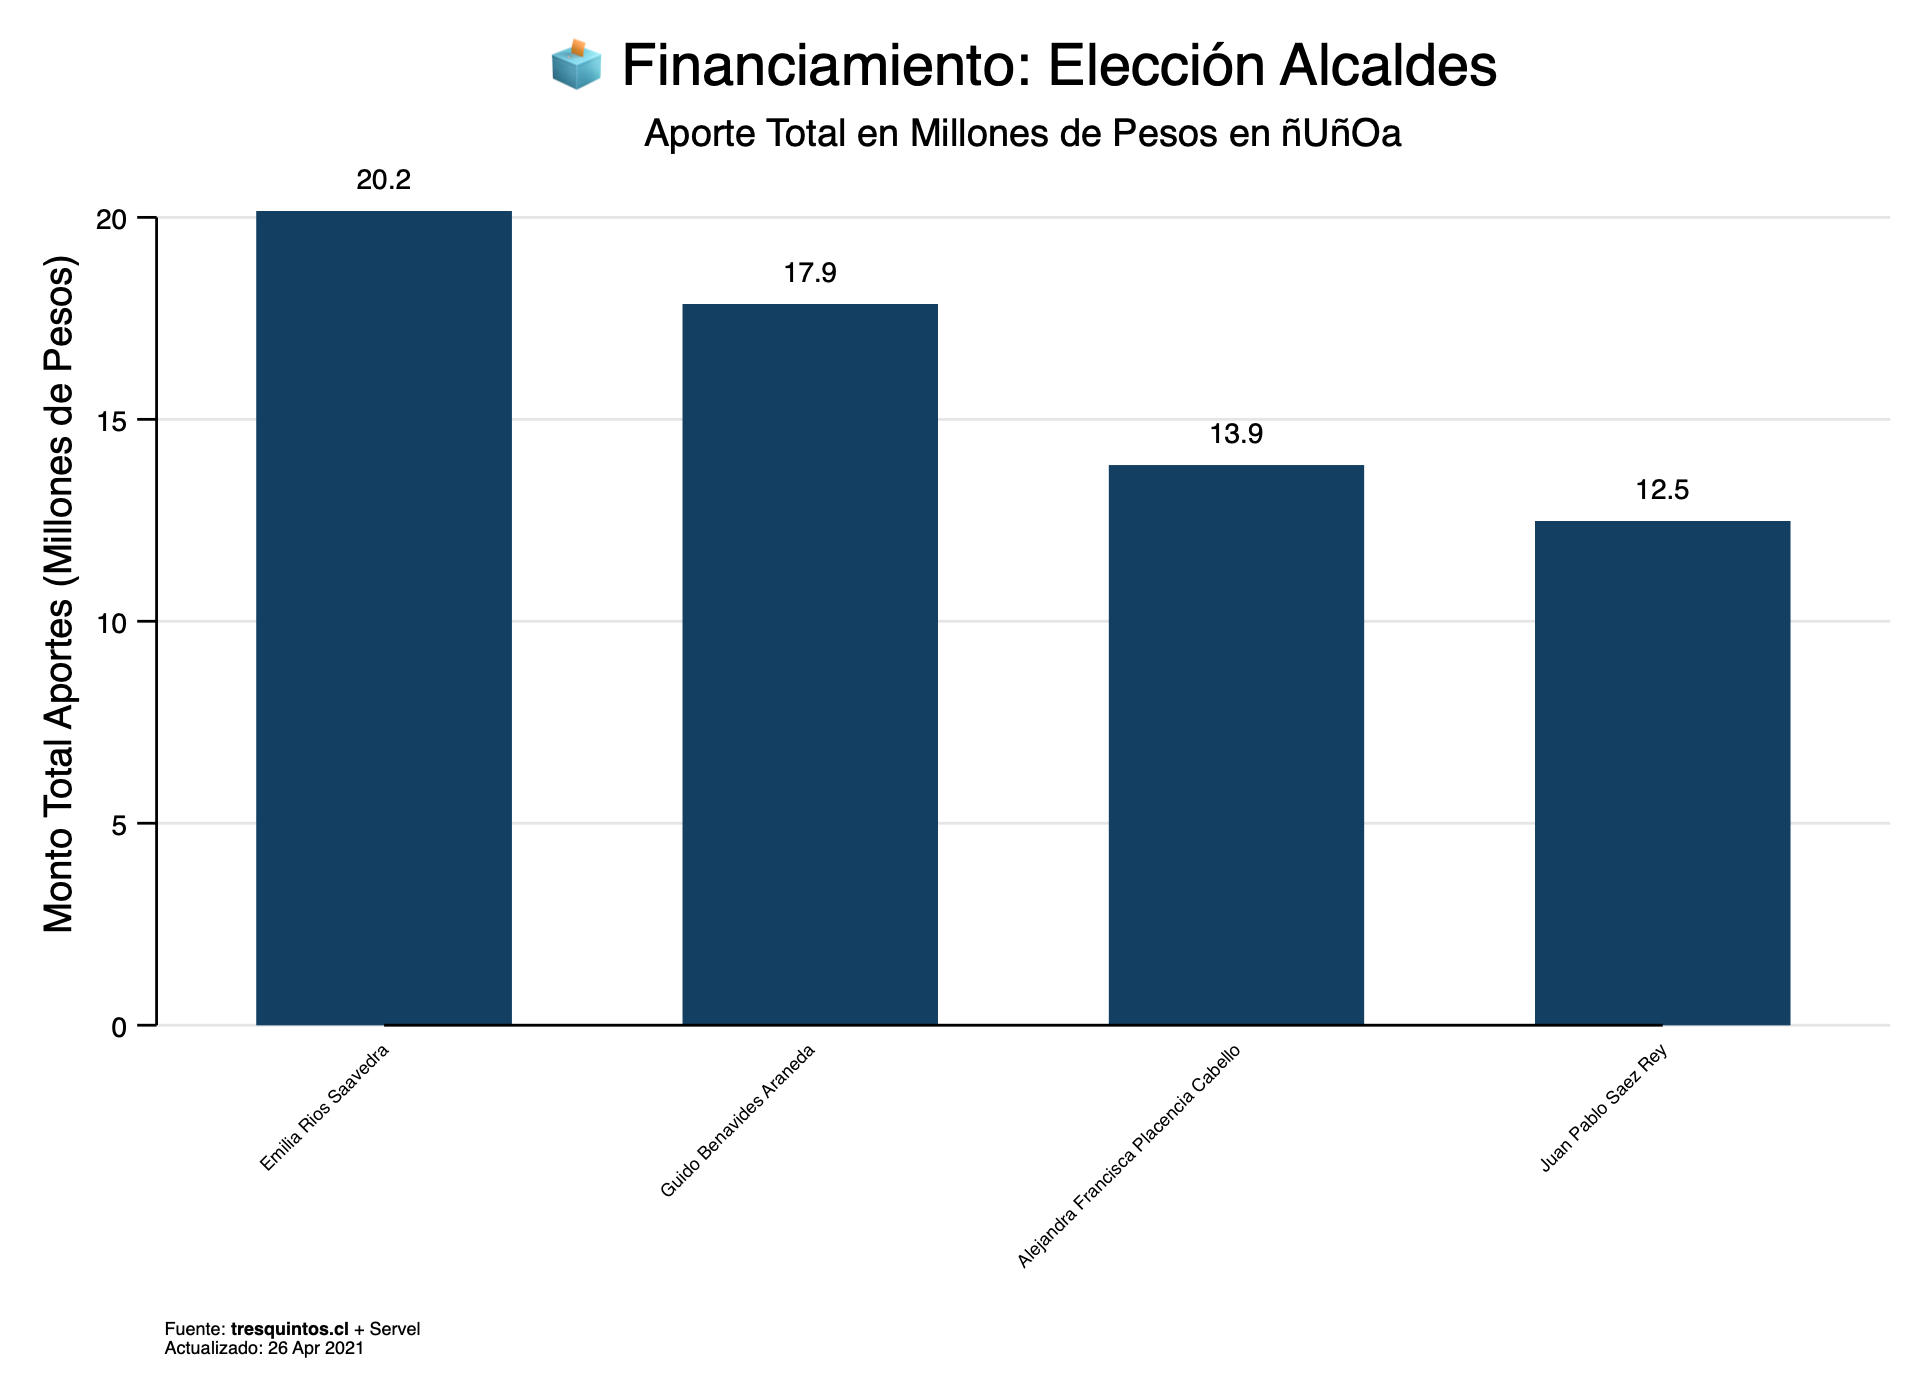 Financiamiento: Elección Alcaldes
Aporte Total en Millones de Pesos en ñUñOa
Monto Total Aportes (Millones de Pesos)
20
15
10
5
0
20.2
17.9
13.9
12.5
Emilia Rios Saavedra
Guido Benavides Araneda
Alejandra Francisca Placencia Cabello
Juan Pablo Saez Rey
Fuente: tresquintos.cl + Servel
Actualizado: 26 Apr 2021